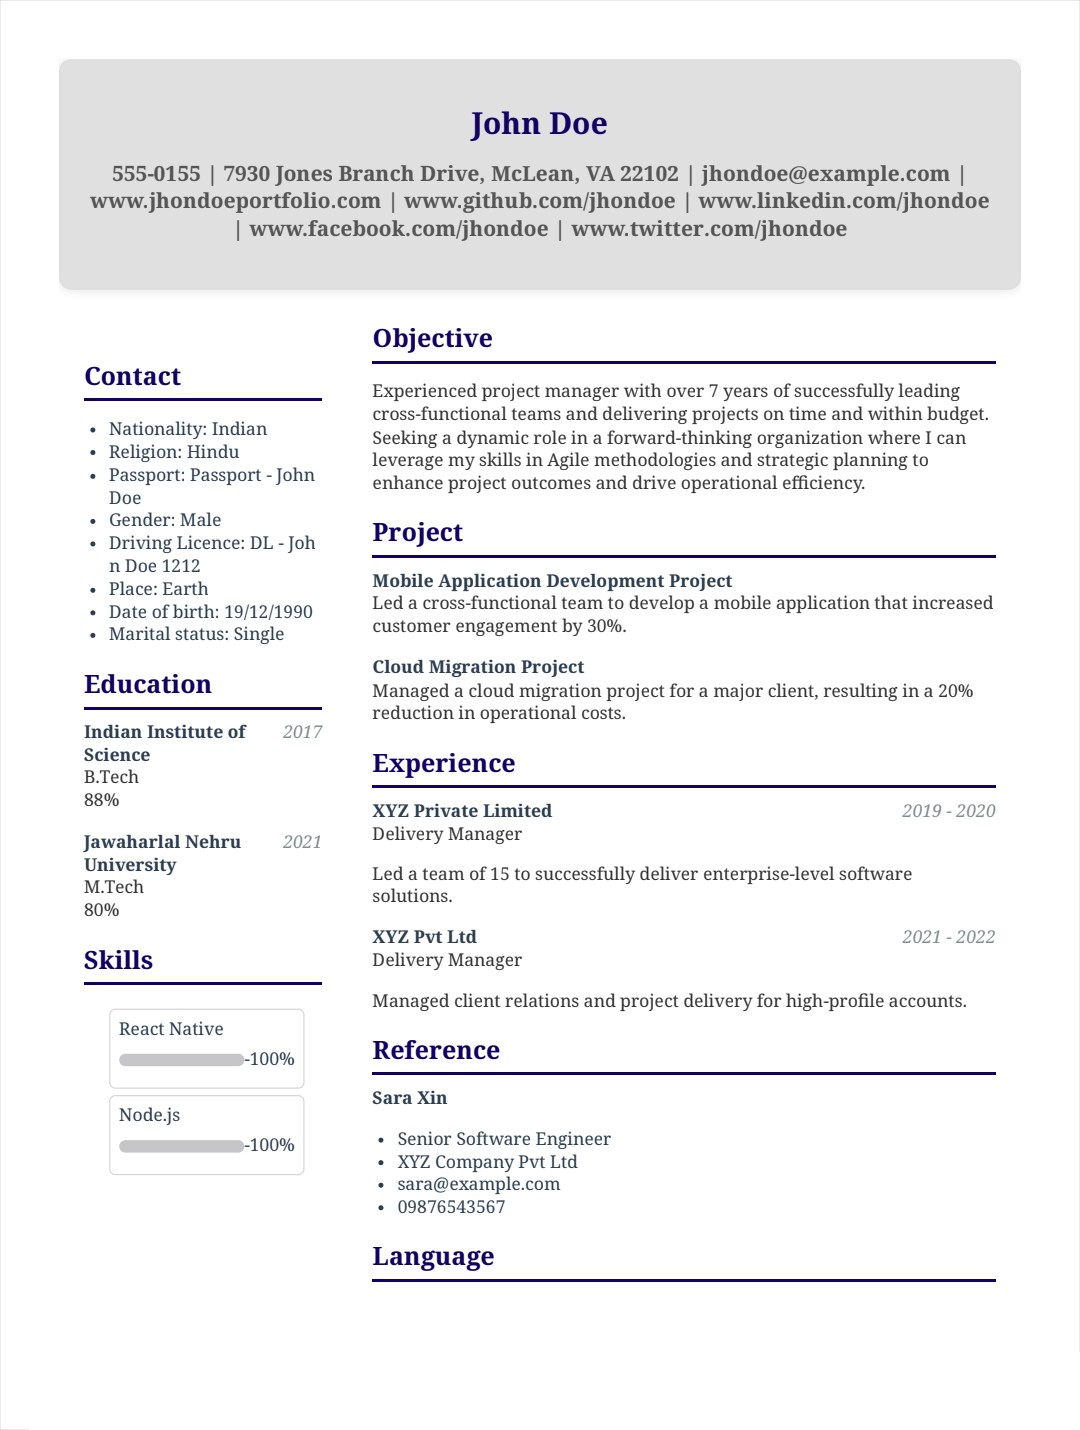 John Doe
555-0155 | 7930 Jones Branch Drive, McLean, VA 22102 | jhondoe@example.com |
www.jhondoeportfolio.com | www.github.com/jhondoe | www.linkedin.com/jhondoe
| www.facebook.com/jhondoe | www.twitter.com/jhondoe
Contact
• Nationality: Indian
• Religion: Hindu
• Passport: Passport - John
Doe
• Gender: Male
• Driving Licence: DL - Joh
n Doe 1212
• Place: Earth
• Date of birth: 19/12/1990
• Marital status: Single
Education
Indian Institute of 2017
Science
B.Tech
88%
Jawaharlal Nehru 2021
University
M.Tech
80%
Skills
React Native
-100%
Node.js
-100%
Objective
Experienced project manager with over 7 years of successfully leading
cross-functional teams and delivering projects on time and within budget.
Seeking a dynamic role in a forward-thinking organization where I can
leverage my skills in Agile methodologies and strategic planning to
enhance project outcomes and drive operational efficiency.
Project
Mobile Application Development Project
Led a cross-functional team to develop a mobile application that increased
customer engagement by 30%.
Cloud Migration Project
Managed a cloud migration project for a major client, resulting in a 20%
reduction in operational costs.
Experience
XYZ Private Limited 2019 - 2020
Delivery Manager
Led a team of 15 to successfully deliver enterprise-level software
solutions.
XYZ Pvt Ltd 2021 - 2022
Delivery Manager
Managed client relations and project delivery for high-profile accounts.
Reference
Sara Xin
• Senior Software Engineer
• XYZ Company Pvt Ltd
• sara@example.com
• 09876543567
Language